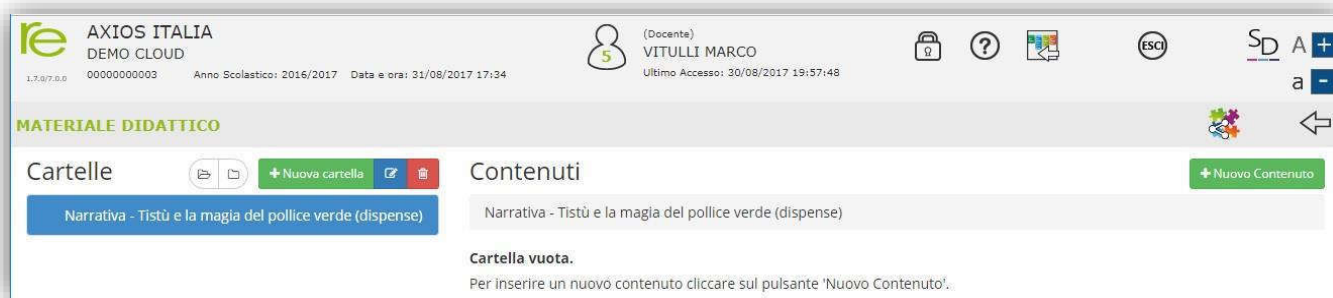 re
AXIOS ITALIA
DEMO CLOUD
1.7.0/7.0.0 00000000003 Anno Scolastico: 2016/2017 Data e ora: 31/08/2017 17:34
5
(Docente)
VITULLI MARCO
Ultimo Accesso: 30/08/2017 19:57:48
?
ESCI
SD A +
a -
MATERIALE DIDATTICO
Cartelle
+ Nuova cartella
Narrativa - Tistù e la magia del pollice verde (dispense)
Contenuti
+ Nuovo Contenuto
Narrativa - Tistù e la magia del pollice verde (dispense)
Cartella vuota.
Per inserire un nuovo contenuto cliccare sul pulsante 'Nuovo Contenuto'.